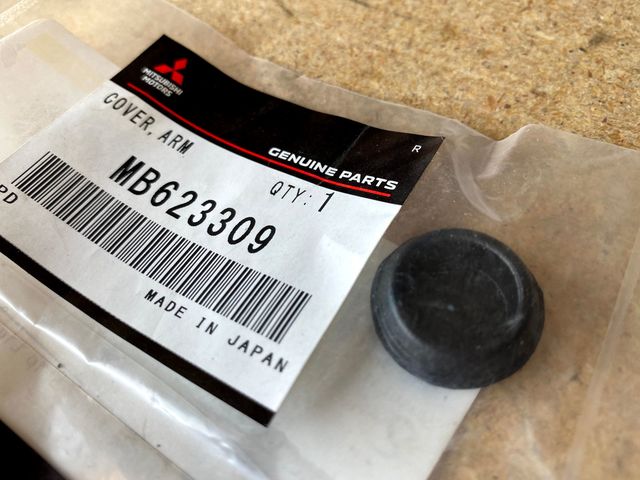 MITSUBISHI
MOTORS
GENUINE PARTS
R
COVER, ARM
QTY: 1
MB623309
PD
MADE IN JAPAN